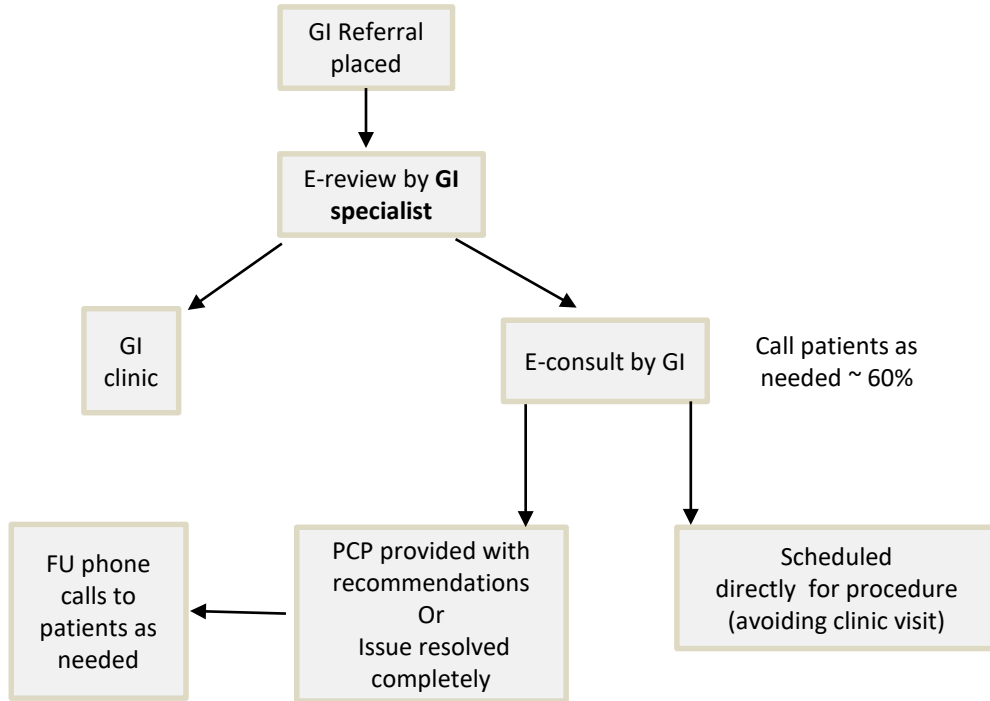 GI Referral
placed
E-review by GI
specialist
GI
clinic
E-consult by GI
Call patients as
needed ~ 60%
FU phone
calls to
patients as
needed
PCP provided with
recommendations
Or
Issue resolved
completely
Scheduled
directly for procedure
(avoiding clinic visit)